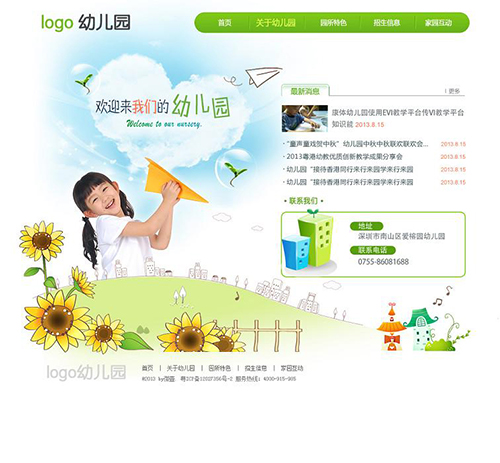 logo 幼儿园
首页 关于幼儿园 园所特色 招生信息 家园互动
欢迎来我们的幼儿园
Welcome to our nursery.
最新消息 更多
康体幼儿园使用EVI教学平台传VI教学平台
知识竞 2013.8.15
"童声童戏贺中秋"幼儿园中秋中秋联欢联欢会... 2013.8.15
2013粤港幼教优质创新教学成果分享会 2013.8.15
幼儿园"接待香港同行来行来园学来行来园 2013.8.15
幼儿园"接待香港同行来行来园学来行来园 2013.8.15
联系我们
地址
深圳市南山区爱榕园幼儿园
联系电话
0755-86081688
logo幼儿园
首页 | 关于幼儿园 | 园所特色 | 招生信息 | 家园互动